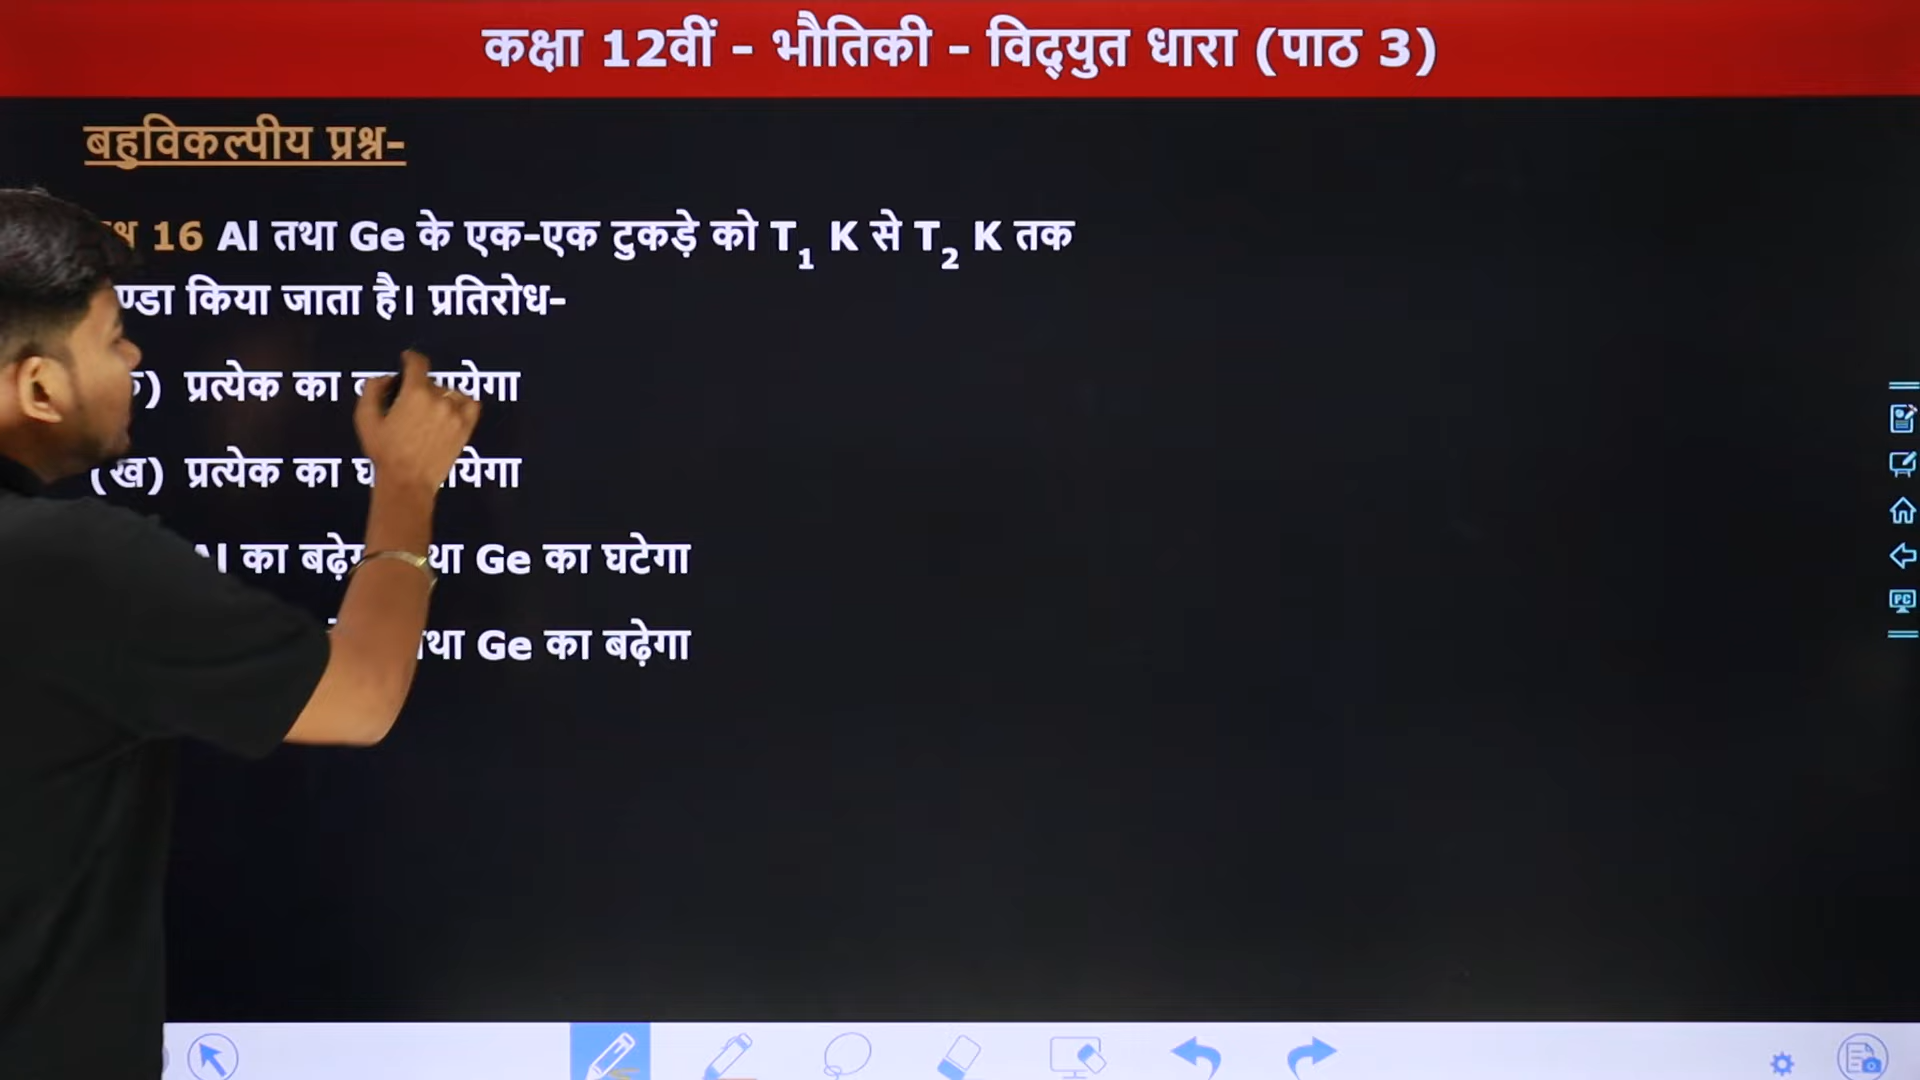 कक्षा 12वीं - भौतिकी - विद्युत धारा (पाठ 3)
बहुविकल्पीय प्रश्न-
16 Al तथा Ge के एक-एक टुकड़े को T₁ K से T₂ K तक
किया जाता है। प्रतिरोध-
प्रत्येक का
(ख) प्रत्येक का
का Ge का घटेगा
Ge का बढ़ेगा
PC